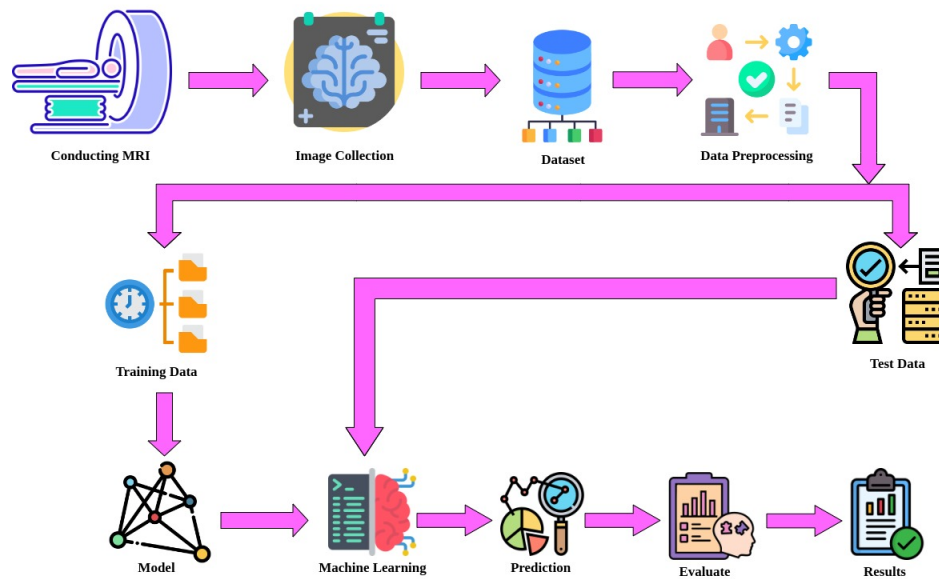 Conducting MRI
Image Collection
Dataset
Data Preprocessing
Training Data
Test Data
Model
Machine Learning
Prediction
Evaluate
Results